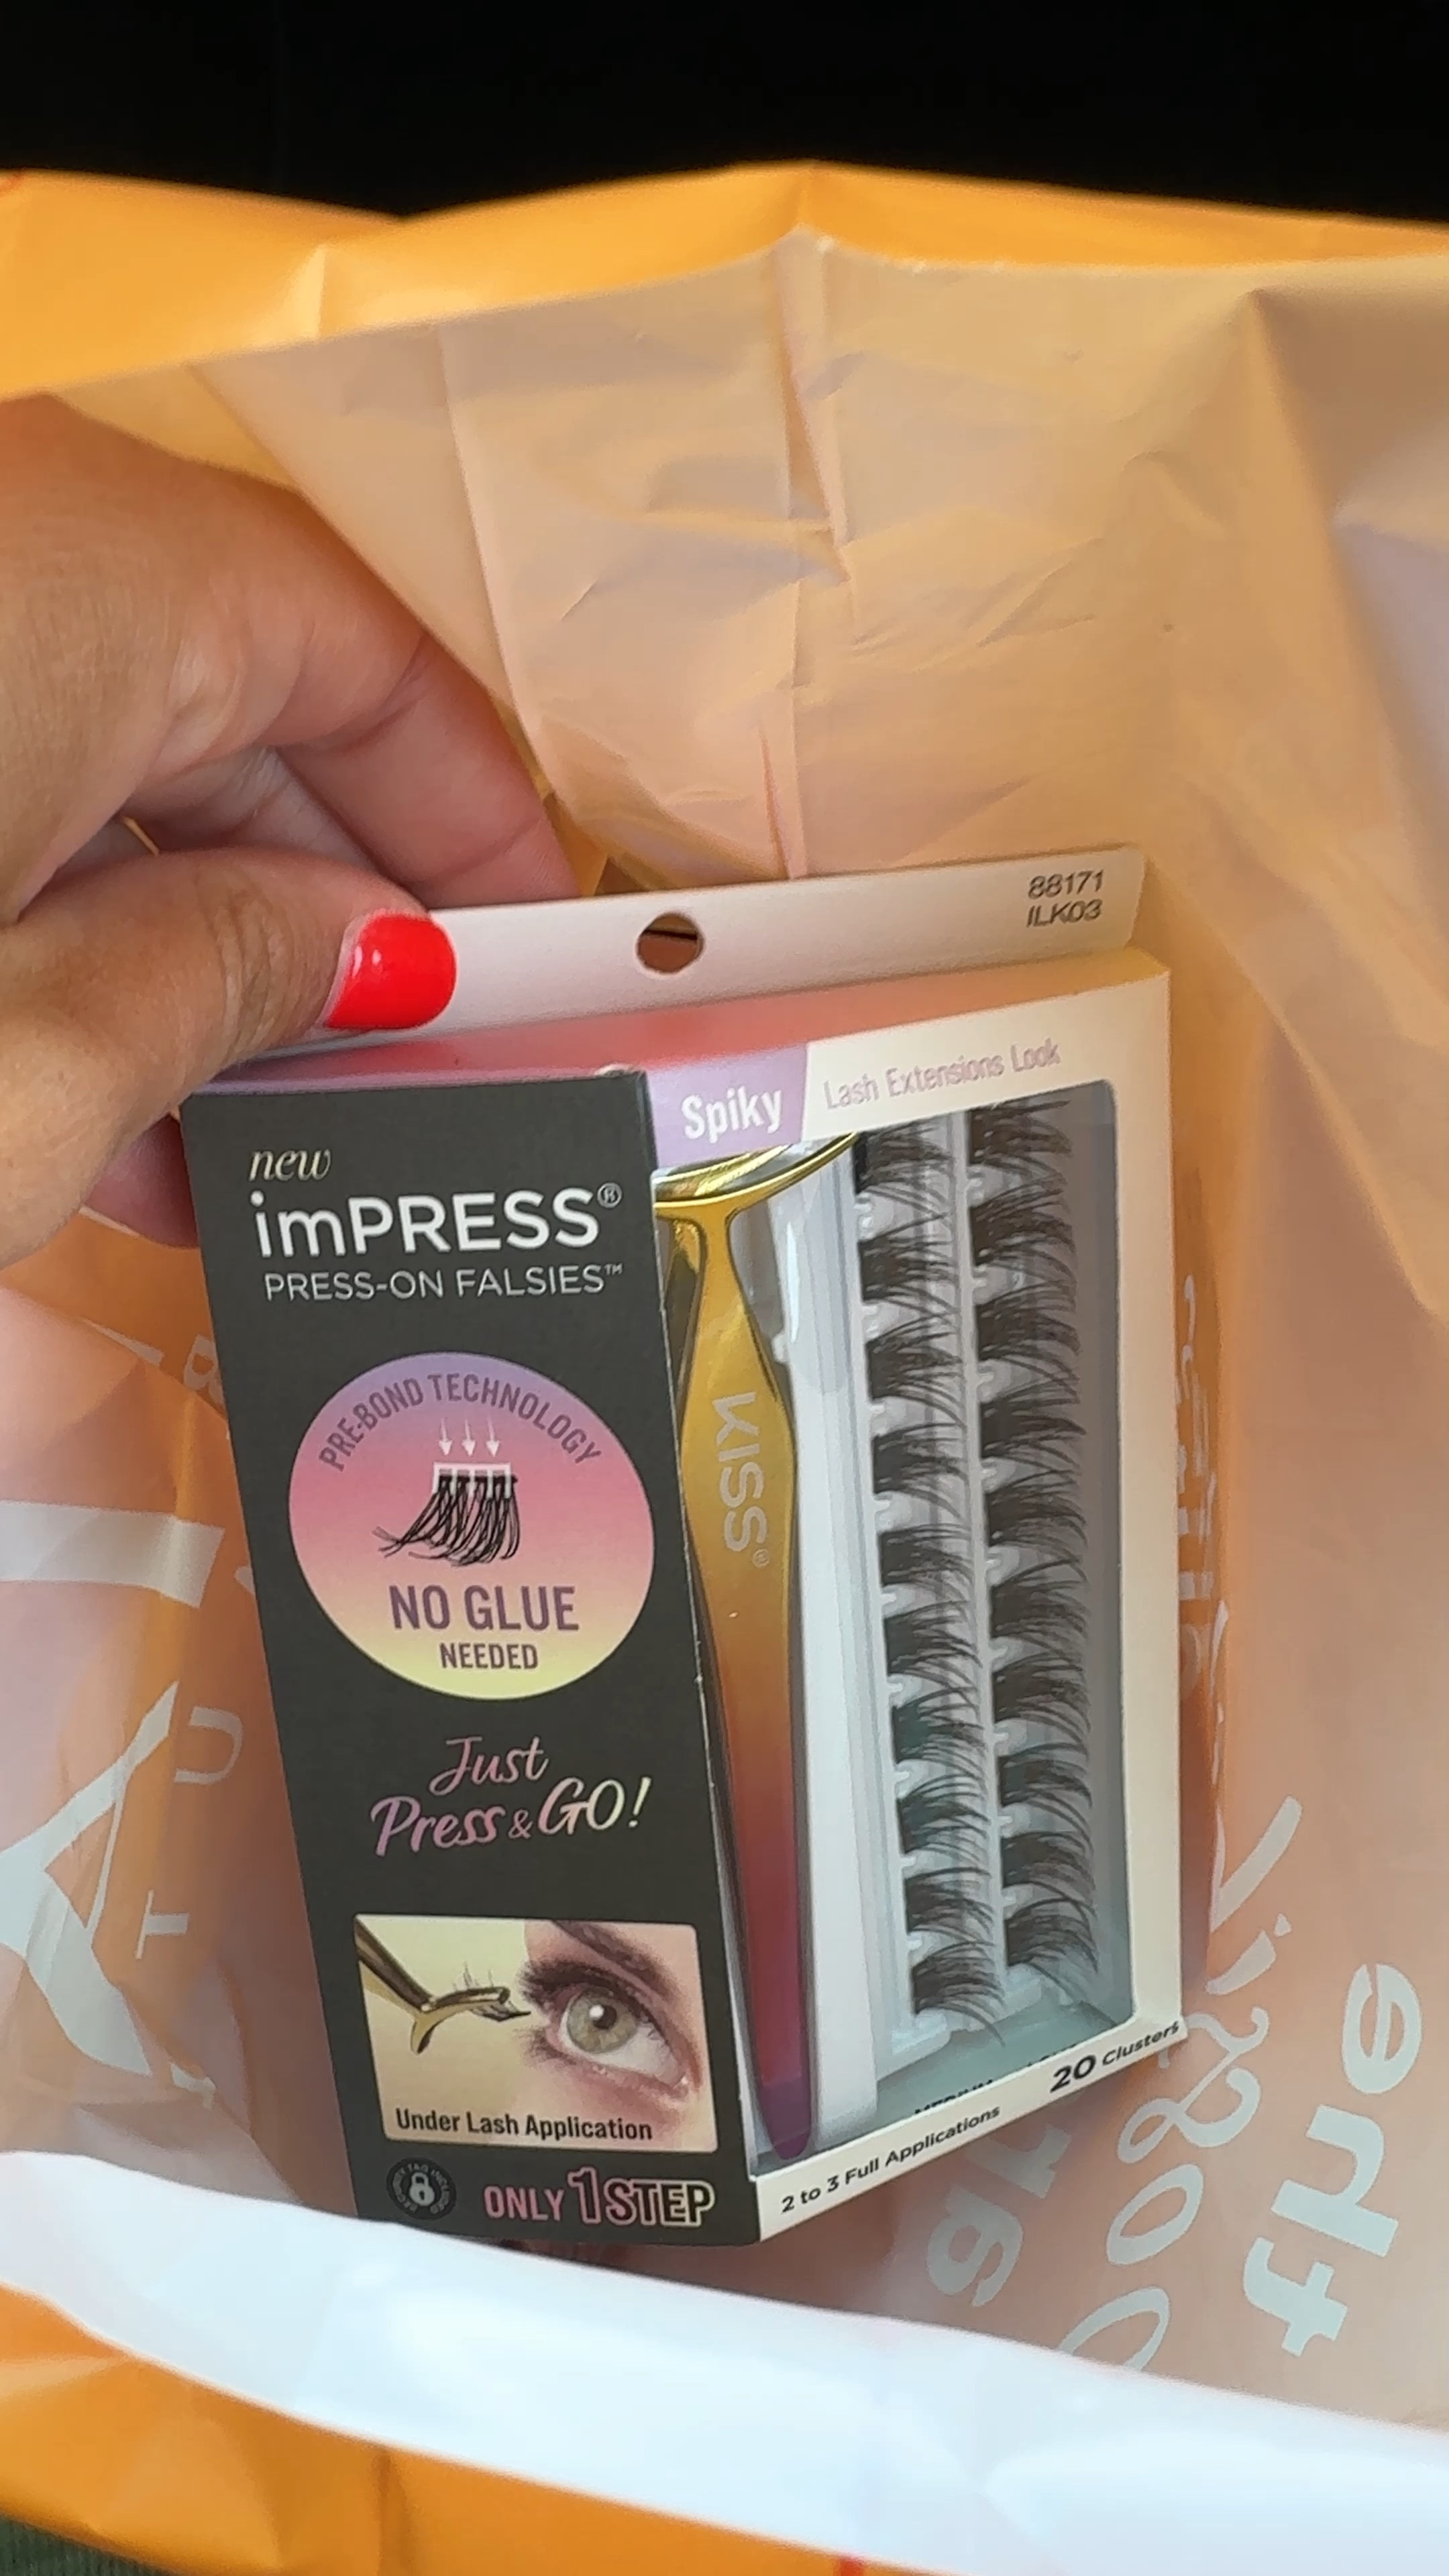 88171
ILK03
Spiky
Lash Extensions Look
new
imPRESS®
PRESS-ON FALSIES™
PRE-BOND TECHNOLOGY
NO GLUE
NEEDED
Just
Press & GO!
Under Lash Application
ONLY 1 STEP
KISS®
20 Clusters
2 to 3 Full Applications